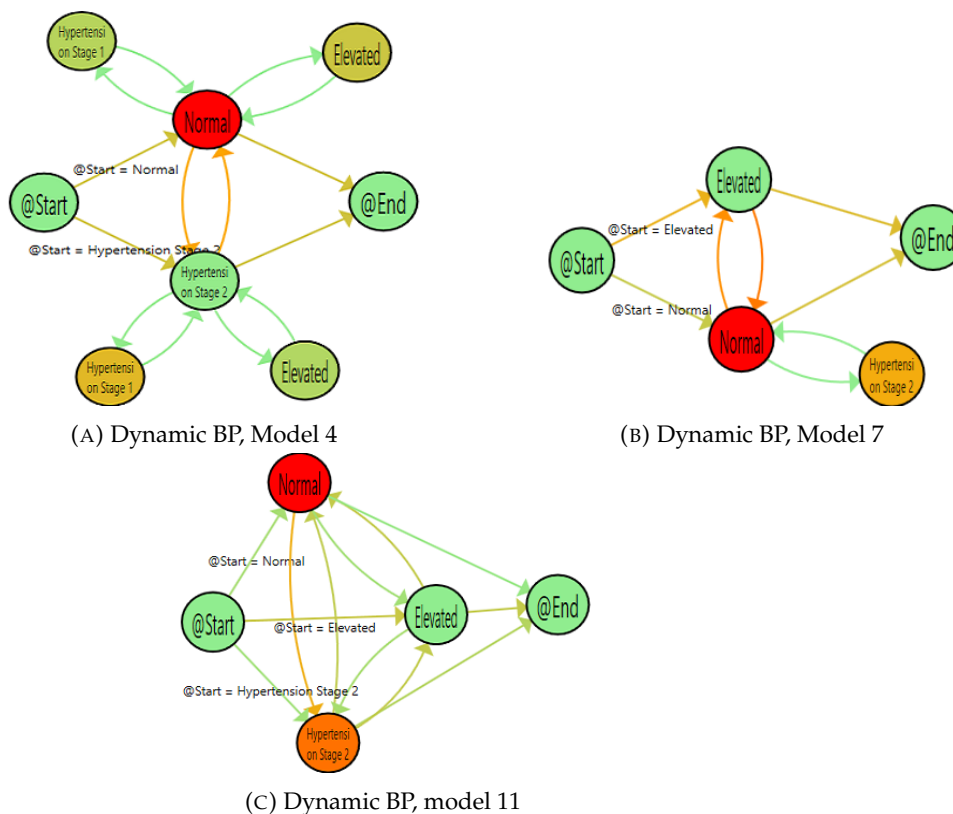 Hypertensi
on Stage 1
Elevated
Normal
@Start = Normal
@Start
@End
@Start = Hypertension Stage 2
Hypertensi
on Stage 2
Hypertensi
on Stage 1
Elevated
(A) Dynamic BP, Model 4
Elevated
@Start = Elevated
@Start
@End
@Start = Normal
Normal
Hypertensi
on Stage 2
(B) Dynamic BP, Model 7
Normal
@Start = Normal
@Start
@Start = Elevated
Elevated
@End
@Start = Hypertension Stage 2
Hypertensi
on Stage 2
(C) Dynamic BP, model 11